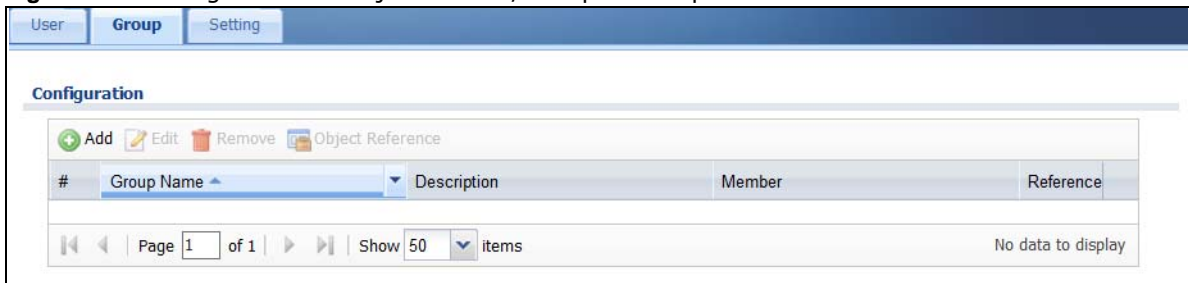 User Group Setting
Configuration
Add Edit Remove Object Reference
# Group Name Description Member Reference
Page 1 of 1 Show 50 items No data to display